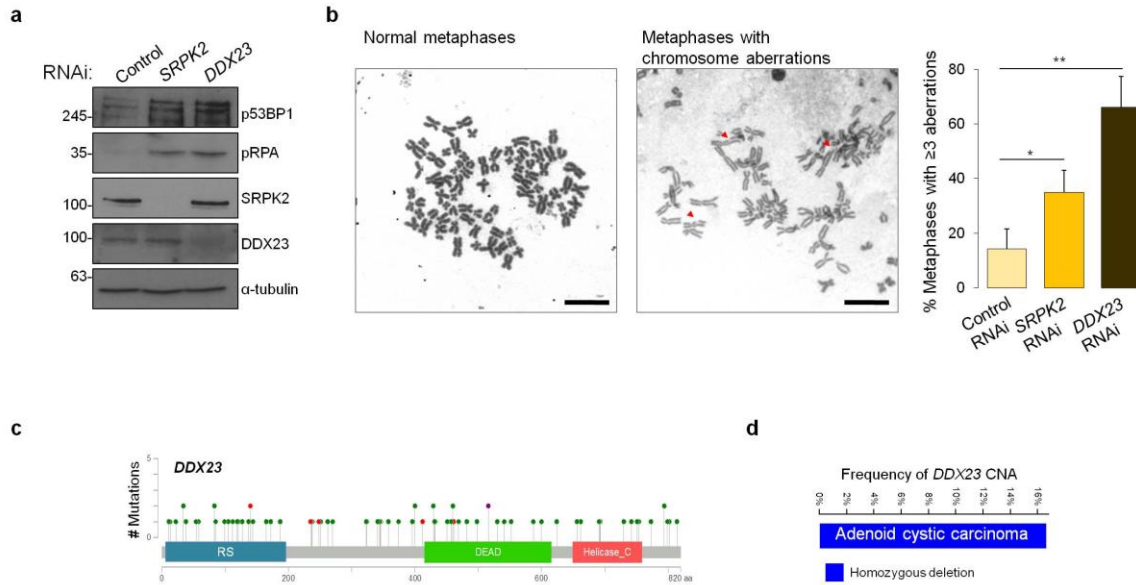 a
RNAi:
Control
SRPK2
DDX23
245-
p53BP1
35-
pRPA
100-
SRPK2
100-
DDX23
63-
α-tubulin
b
Normal metaphases
Metaphases with
chromosome aberrations
% Metaphases with ≥3 aberrations
80
60
40
20
0
**
*
Control
RNAi
SRPK2
RNAi
DDX23
RNAi
c
DDX23
# Mutations
5
0
RS
DEAD
Helicase_C
0
200
400
600
820 aa
d
Frequency of DDX23 CNA
0%
2%
4%
6%
8%
10%
12%
14%
16%
Adenoid cystic carcinoma
Homozygous deletion